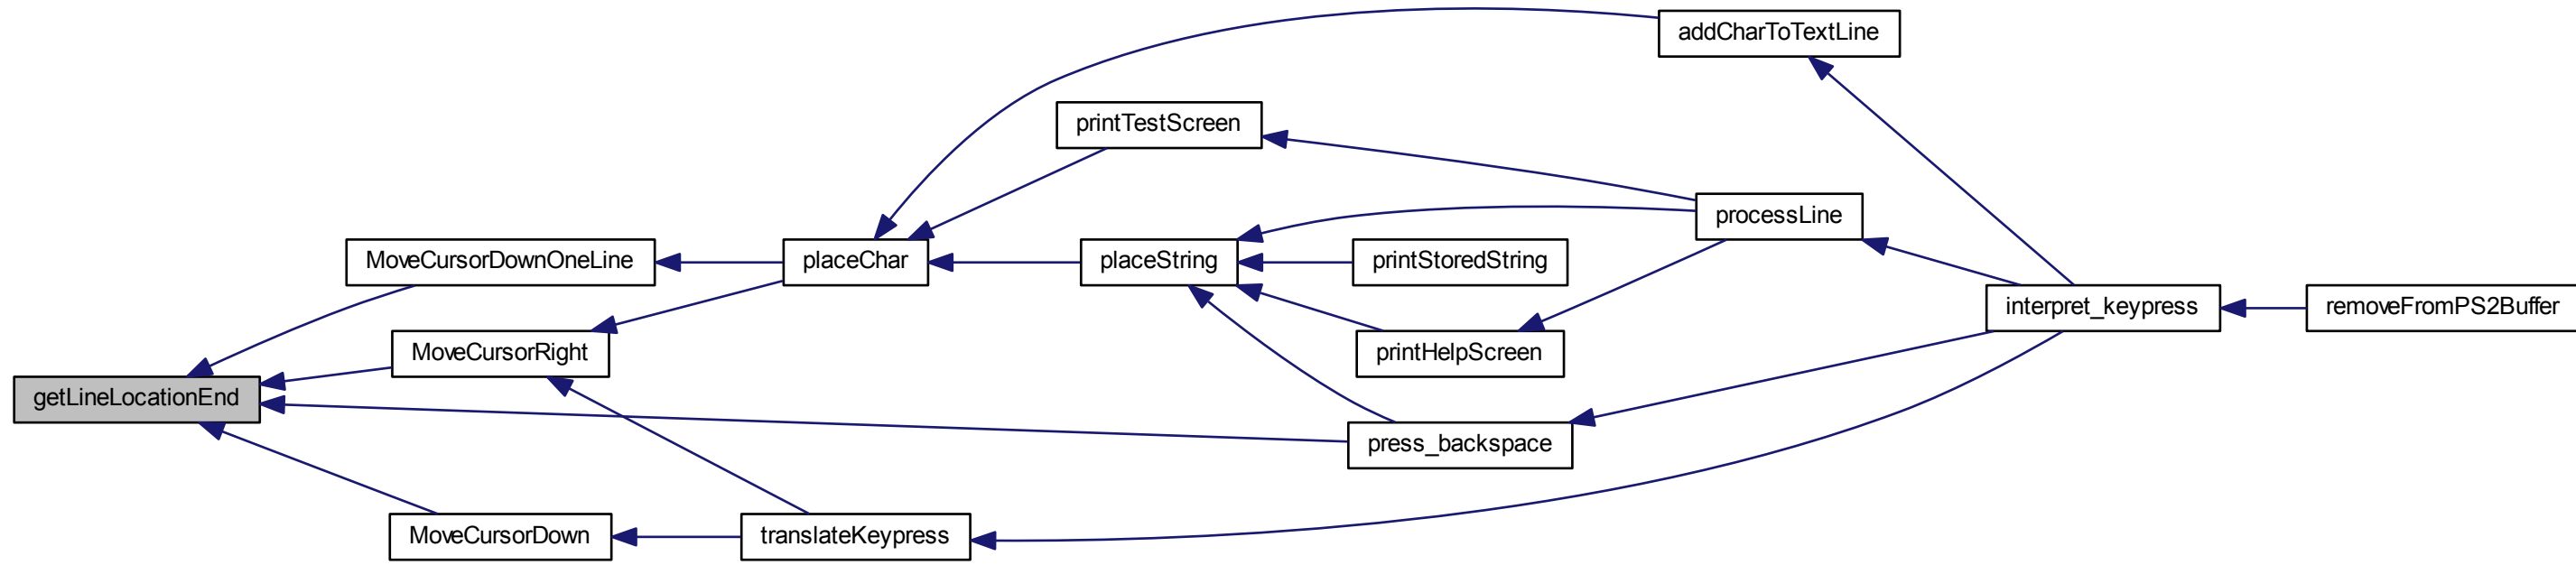 addCharToTextLine
printTestScreen
processLine
MoveCursorDownOneLine
placeChar
placeString
printStoredString
interpret_keypress
removeFromPS2Buffer
MoveCursorRight
printHelpScreen
getLineLocationEnd
press_backspace
MoveCursorDown
translateKeypress